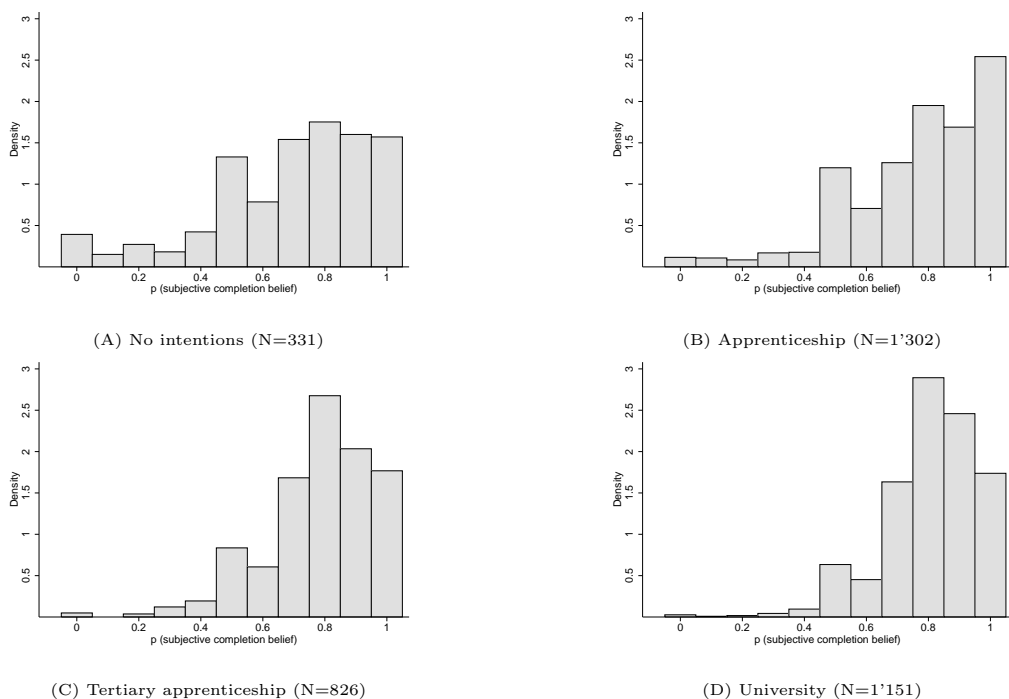 3
2.5
2
1.5
1
0.5
Density
0 0.2 0.4 0.6 0.8 1
p (subjective completion belief)
(A) No intentions (N=331)
3
2.5
2
1.5
1
0.5
Density
0 0.2 0.4 0.6 0.8 1
p (subjective completion belief)
(B) Apprenticeship (N=1'302)
3
2.5
2
1.5
1
0.5
Density
0 0.2 0.4 0.6 0.8 1
p (subjective completion belief)
(C) Tertiary apprenticeship (N=826)
3
2.5
2
1.5
1
0.5
Density
0 0.2 0.4 0.6 0.8 1
p (subjective completion belief)
(D) University (N=1'151)